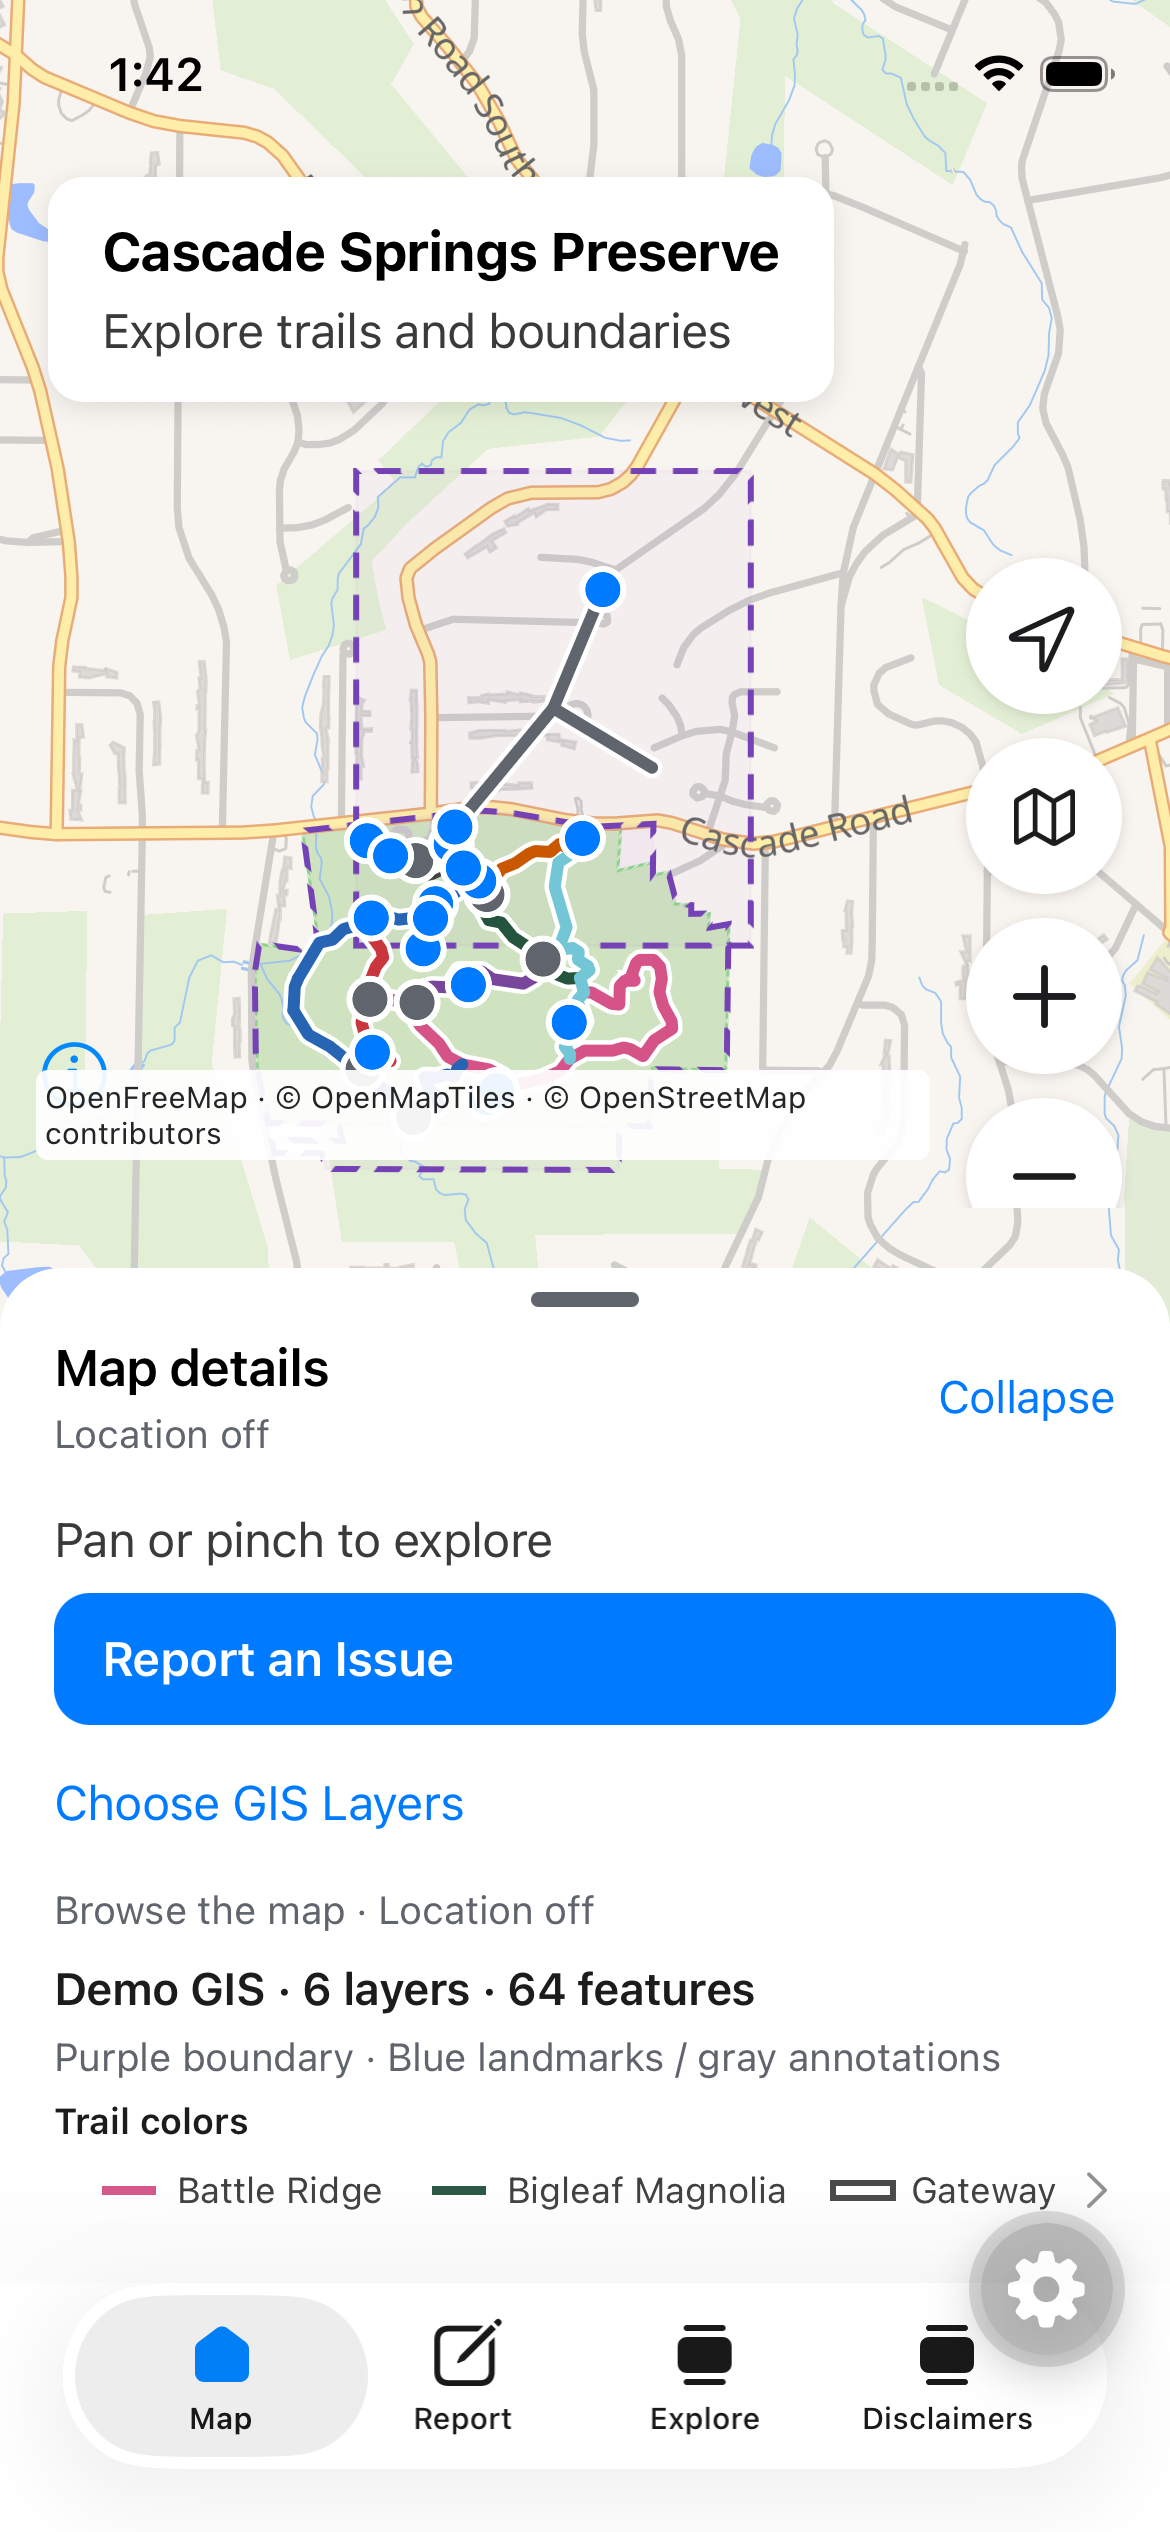 1:42
Road South
Cascade Springs Preserve
Explore trails and boundaries
Cascade Road
OpenFreeMap · © OpenMapTiles · © OpenStreetMap
contributors
Map details
Location off
Collapse
Pan or pinch to explore
Report an Issue
Choose GIS Layers
Browse the map · Location off
Demo GIS · 6 layers · 64 features
Purple boundary · Blue landmarks / gray annotations
Trail colors
Battle Ridge
Bigleaf Magnolia
Gateway
Map
Report
Explore
Disclaimers